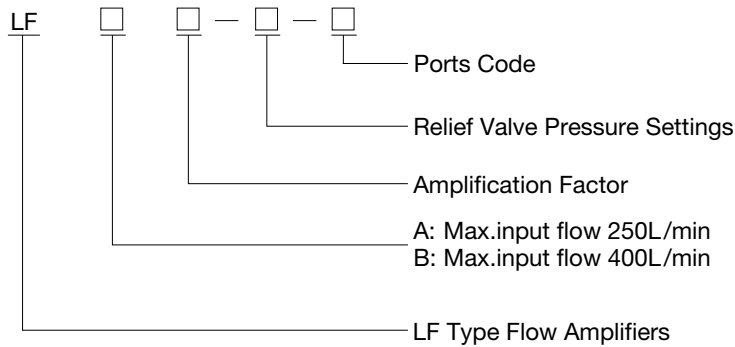 LF □ □ — □ — □
Ports Code
Relief Valve Pressure Settings
Amplification Factor
A: Max.input flow 250L/min
B: Max.input flow 400L/min
LF Type Flow Amplifiers